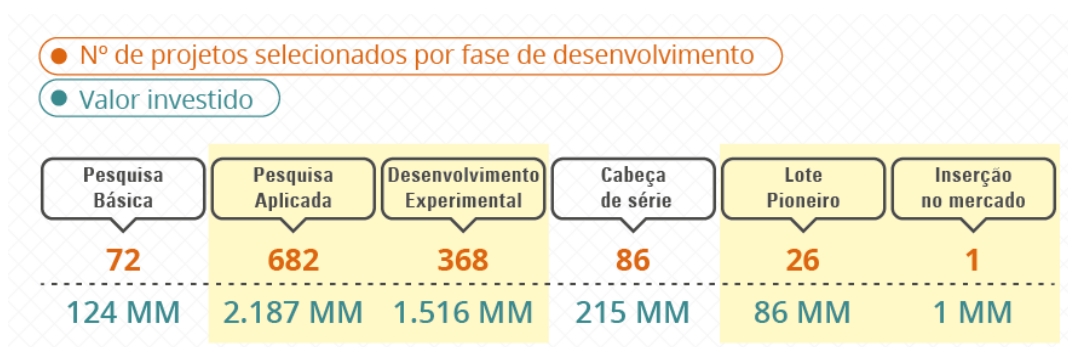 Nº de projetos selecionados por fase de desenvolvimento
Valor investido
Pesquisa
Básica
Pesquisa
Aplicada
Desenvolvimento
Experimental
Cabeça
de série
Lote
Pioneiro
Inserção
no mercado
72
682
368
86
26
1
124 MM
2.187 MM
1.516 MM
215 MM
86 MM
1 MM